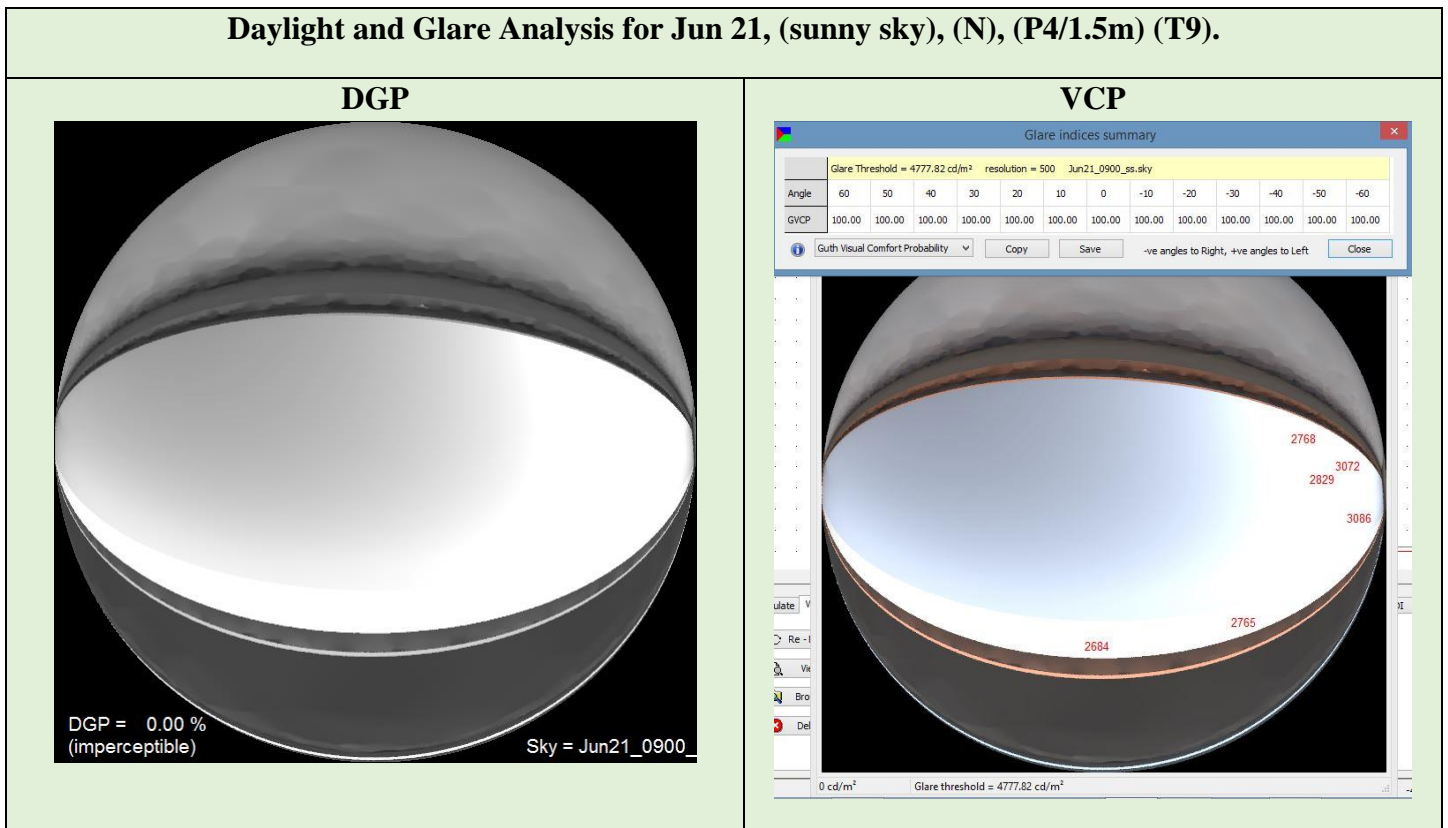 Daylight and Glare Analysis for Jun 21, (sunny sky), (N), (P4/1.5m) (T9).
DGP
DGP = 0.00 %
(imperceptible)
Sky = Jun21_0900_
VCP
Glare indices summary
Glare Threshold = 4777.82 cd/m² resolution = 500 Jun21_0900_ss.sky
Angle 60 50 40 30 20 10 0 -10 -20 -30 -40 -50 -60
GVCP 100.00 100.00 100.00 100.00 100.00 100.00 100.00 100.00 100.00 100.00 100.00 100.00 100.00
Guth Visual Comfort Probability Copy Save -ve angles to Right, +ve angles to Left Close
2768
3072
2829
3086
2765
2684
ulate
Re -
Bro
Del
0 cd/m² Glare threshold = 4777.82 cd/m²